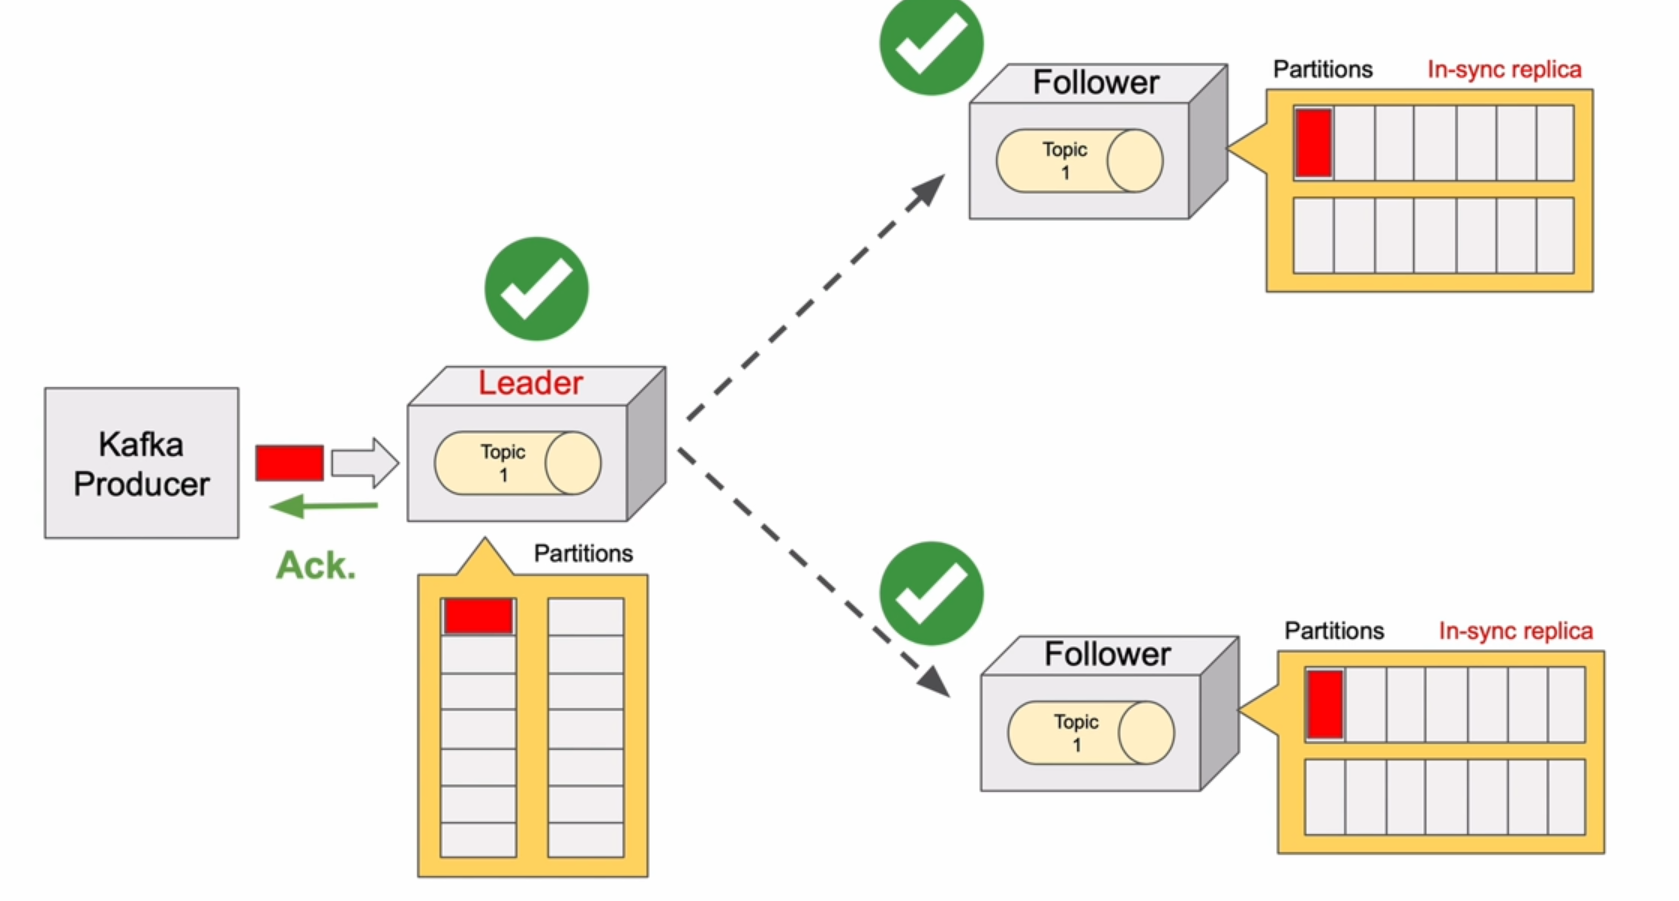 Follower
Topic
1
Partitions
In-sync replica
Leader
Topic
1
Kafka
Producer
Ack.
Partitions
Follower
Topic
1
Partitions
In-sync replica